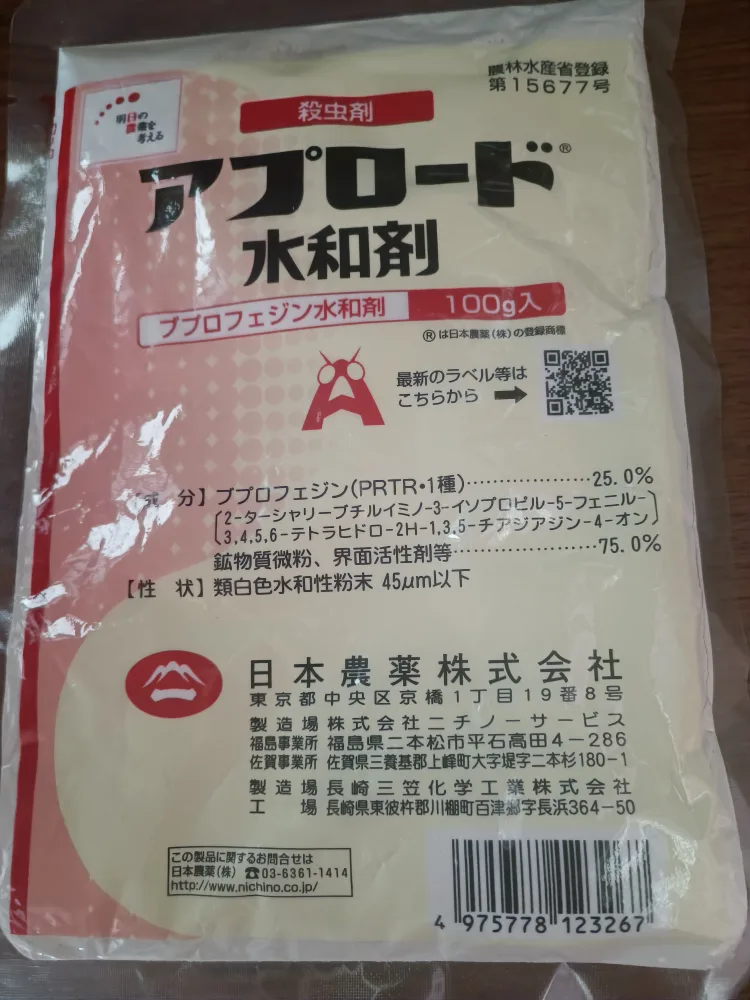 農林水産省登録
第15677号
明日の
農業を
考える
殺虫剤
アプロード®
水和剤
ブプロフェジン水和剤 100g入
®は日本農薬(株)の登録商標
最新のラベル等は
こちらから
【成 分】ブプロフェジン(PRTR・1種)…………………25.0%
2-ターシャリーブチルイミノ-3-イソプロピル-5-フェニル-
3,4,5,6-テトラヒドロ-2H-1,3,5-チアジアジン-4-オン
鉱物質微粉、界面活性剤等……………………75.0%
【性 状】類白色水和性粉末 45μm以下
日本農薬株式会社
東京都中央区京橋1丁目19番8号
製造場 株式会社ニチノーサービス
福島事業所 福島県二本松市平石高田4-286
佐賀事業所 佐賀県三養基郡上峰町大字堤字二本杉180-1
製造場 長崎三笠化学工業株式会社
工 場 長崎県東彼杵郡川棚町百津郷字長浜364-50
この製品に関するお問合せは
日本農薬(株) ☎03-6361-1414
http://www.nichino.co.jp/
4 975778 123267